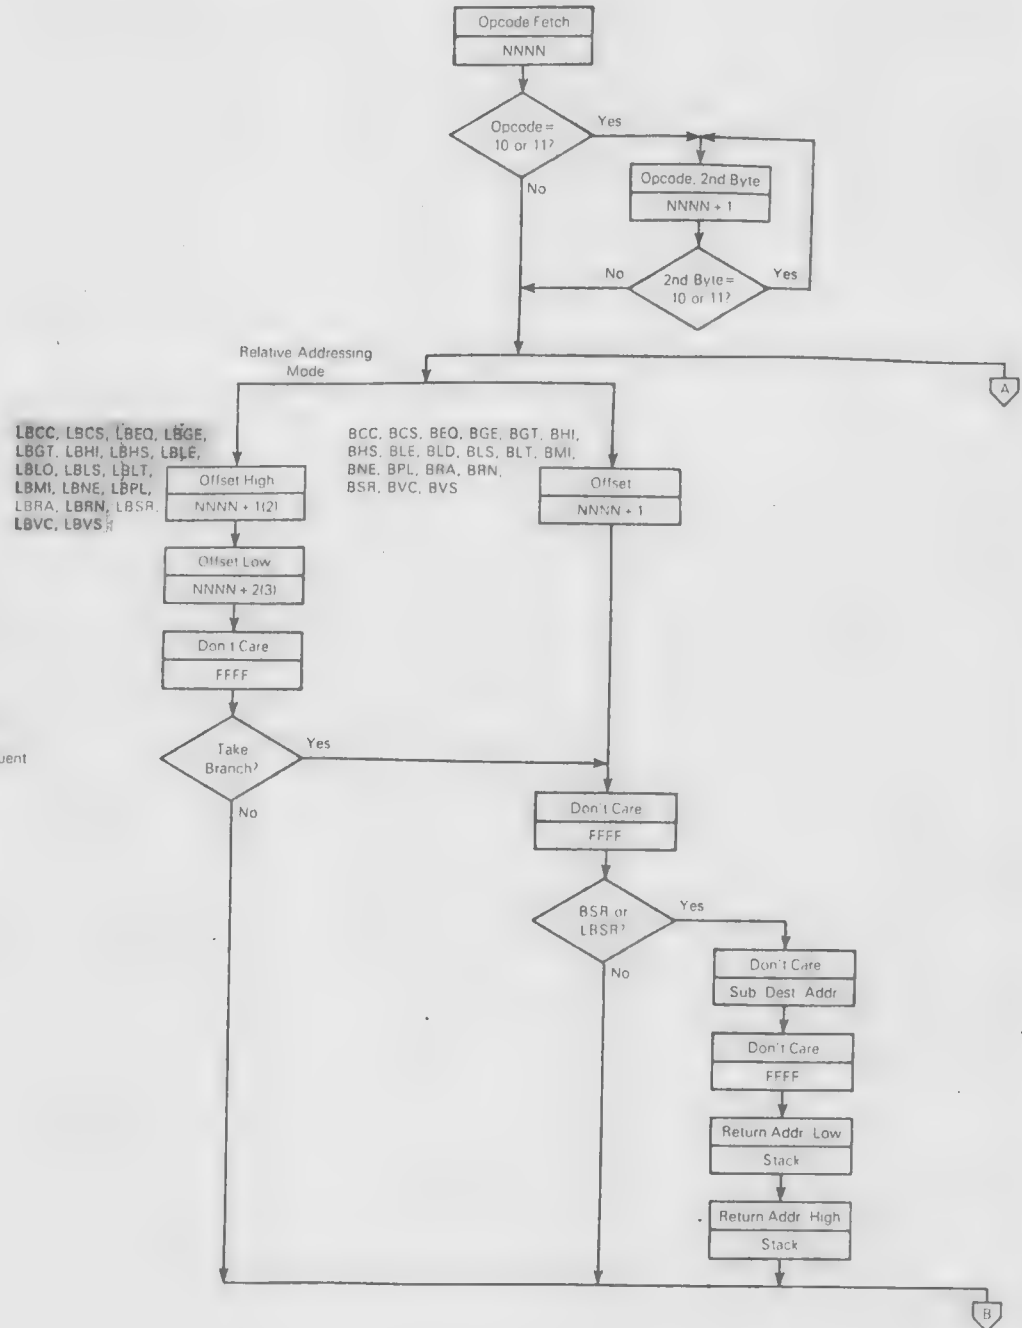 Opcode Fetch
NNNN
Opcode =
10 or 11?
Yes
No
Opcode, 2nd Byte
NNNN + 1
2nd Byte =
10 or 11?
No
Yes
Relative Addressing
Mode
A
LBCC, LBCS, LBEQ, LBGE,
LBGT, LBHI, LBHS, LBLE,
LBLO, LBLS, LBLT,
LBMI, LBNE, LBPL,
LBRA, LBRN, LBSR,
LBVC, LBVS
Offset High
NNNN + 1(2)
Offset Low
NNNN + 2(3)
Don't Care
FFFF
Take
Branch?
Yes
No
BCC, BCS, BEQ, BGE, BGT, BHI,
BHS, BLE, BLD, BLS, BLT, BMI,
BNE, BPL, BRA, BRN,
BSR, BVC, BVS
Offset
NNNN + 1
uent
Don't Care
FFFF
BSR or
LBSR?
Yes
No
Don't Care
Sub Dest Addr
Don't Care
FFFF
Return Addr Low
Stack
Return Addr High
Stack
B